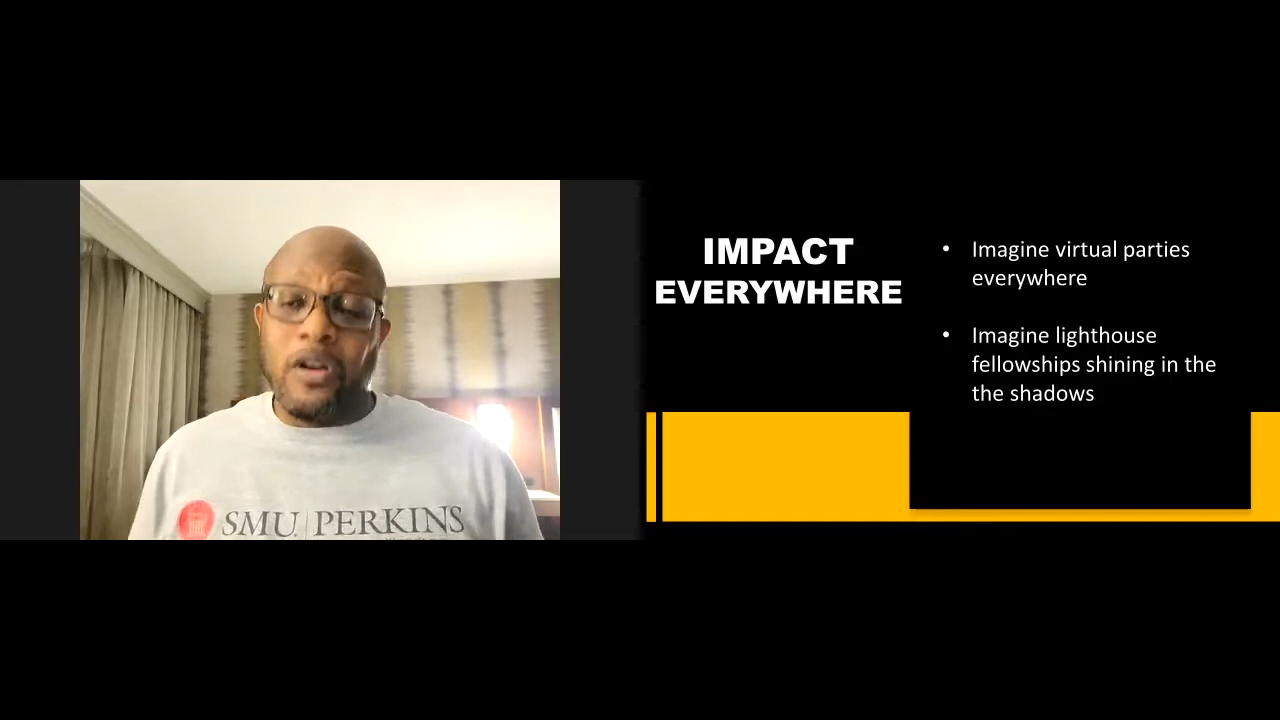 IMPACT
EVERYWHERE
• Imagine virtual parties
everywhere
• Imagine lighthouse
fellowships shining in the
the shadows
SMU. PERKINS